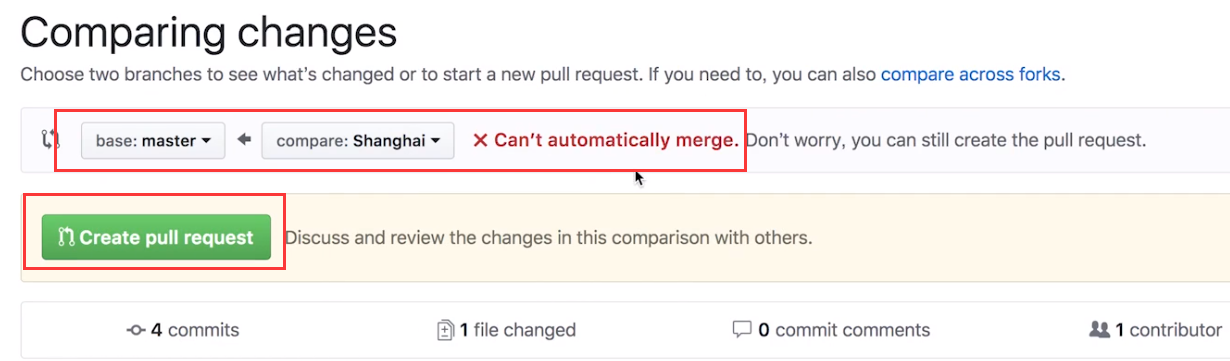 Comparing changes
Choose two branches to see what's changed or to start a new pull request. If you need to, you can also compare across forks.
base: master compare: Shanghai Can't automatically merge. Don't worry, you can still create the pull request.
Create pull request Discuss and review the changes in this comparison with others.
4 commits 1 file changed 0 commit comments 1 contributor